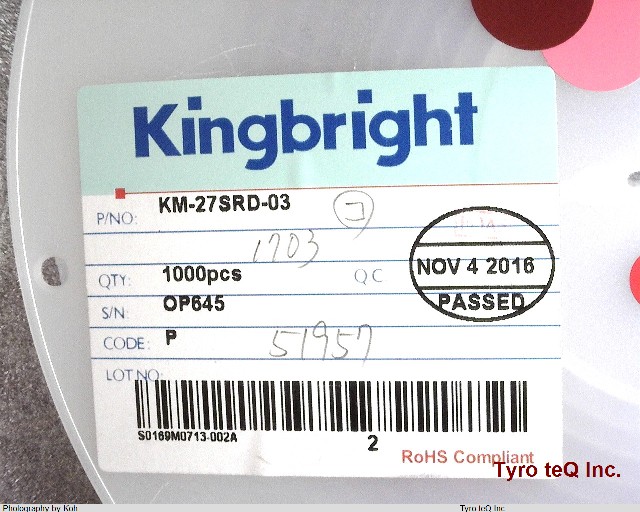 Kingbright
P/NO: KM-27SRD-03
1703
QTY: 1000pcs QC
NOV 4 2016
PASSED
S/N: OP645
CODE: P
51957
LOT NO:
S0169M0713-002A
2
RoHS Compliant
Tyro teQ Inc.
Photography by Koh Tyro teQ Inc